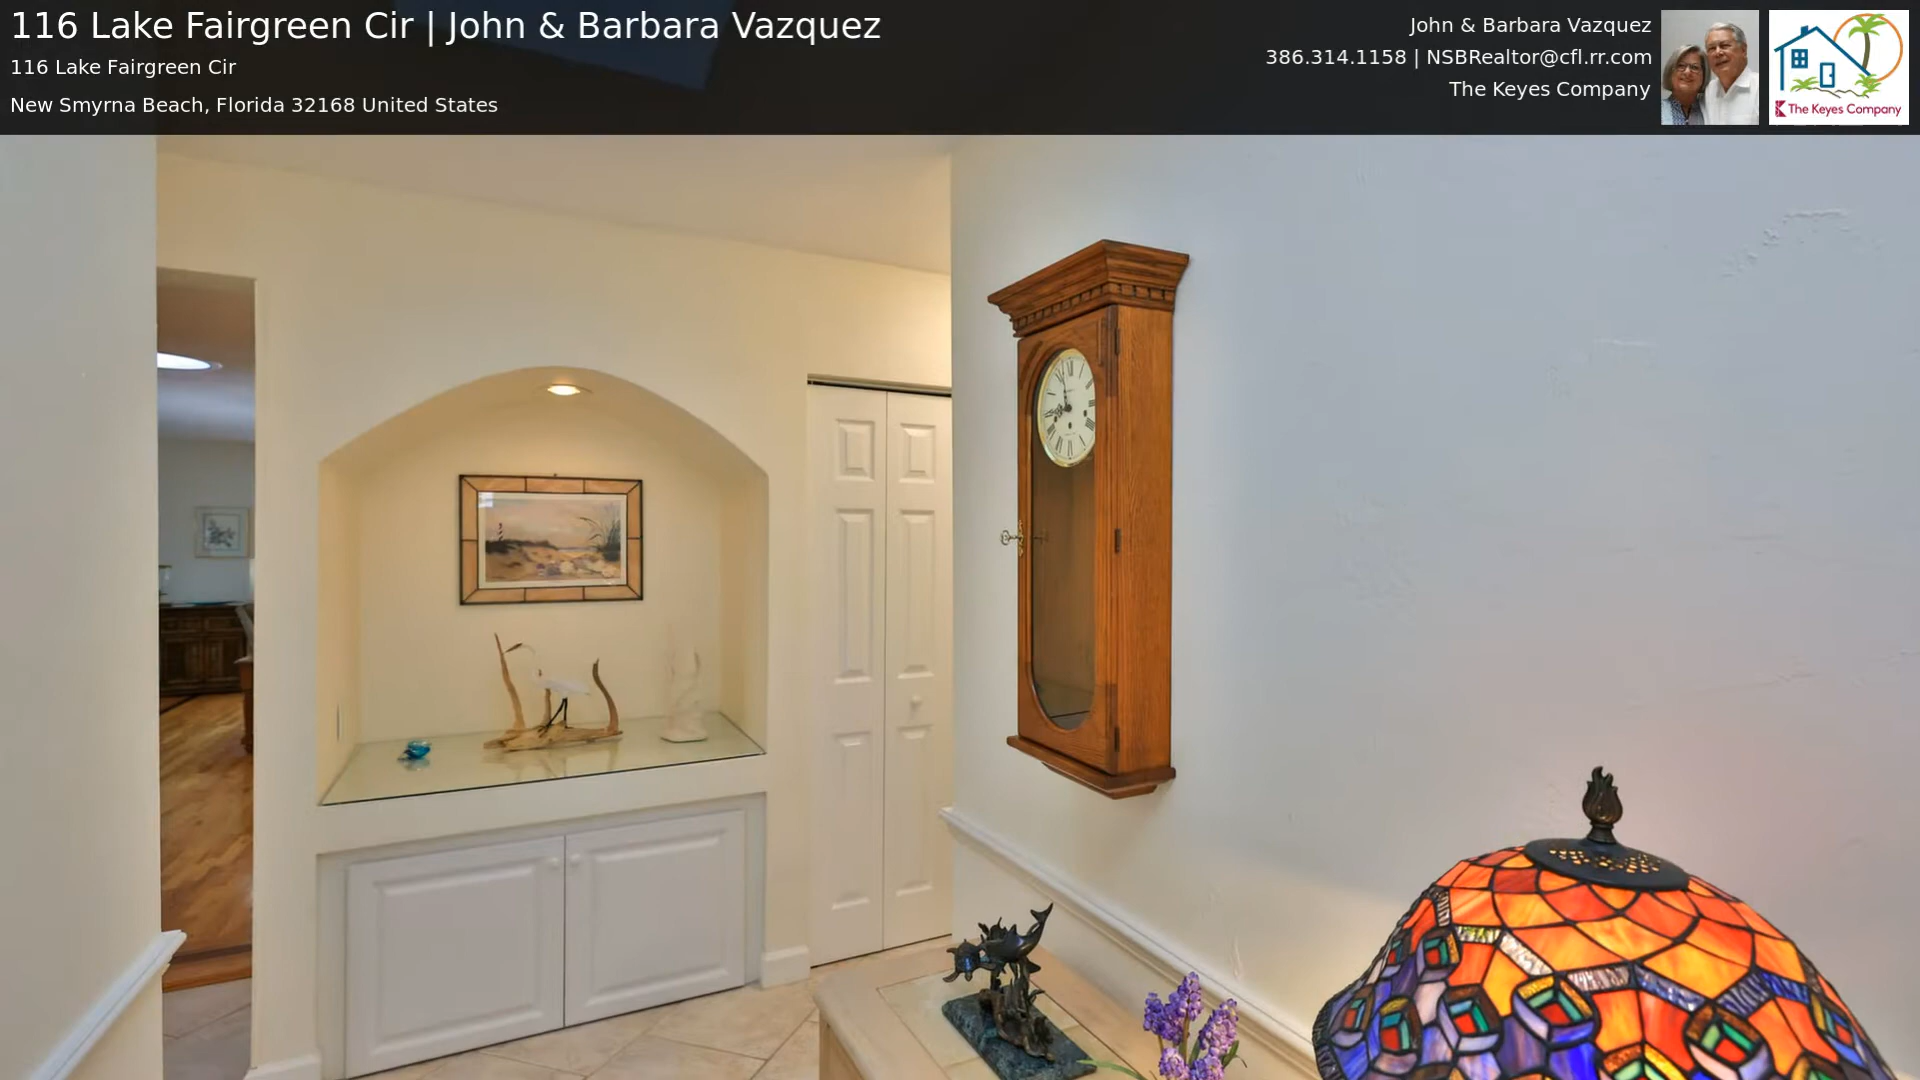 116 Lake Fairgreen Cir | John & Barbara Vazquez
116 Lake Fairgreen Cir
New Smyrna Beach, Florida 32168 United States
John & Barbara Vazquez
386.314.1158 | NSBRealtor@cfl.rr.com
The Keyes Company
The Keyes Company